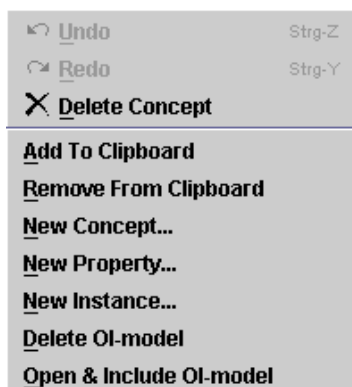 Undo Strg-Z
Redo Strg-Y
Delete Concept
Add To Clipboard
Remove From Clipboard
New Concept...
New Property...
New Instance...
Delete OI-model
Open & Include OI-model